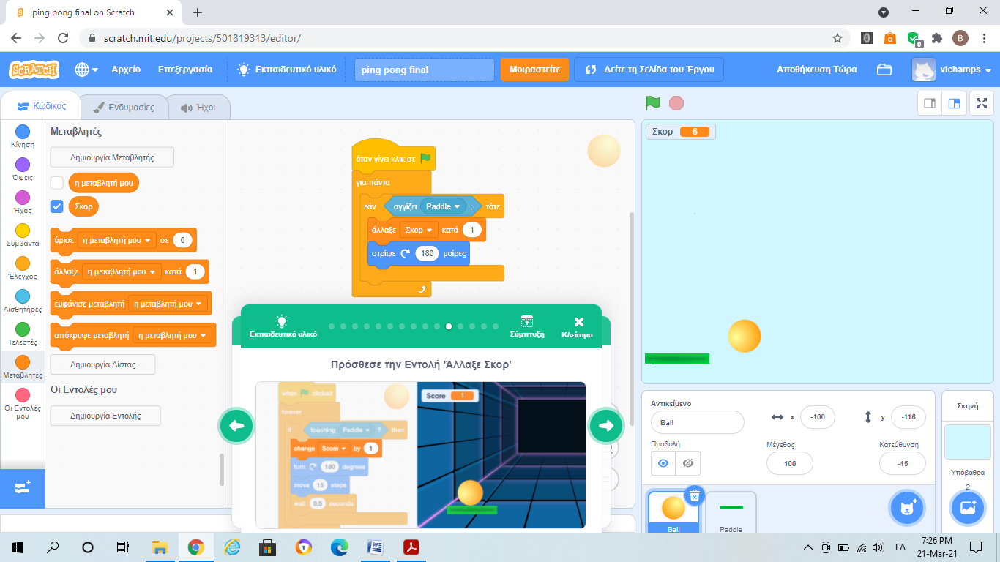 ping pong final on Scratch
scratch.mit.edu/projects/501819313/editor/
0
B
SCRATCH
Αρχείο
Επεξεργασία
Εκπαιδευτικό υλικό
ping pong final
Μοιραστείτε
Δείτε τη Σελίδα του Έργου
Αποθήκευση Τώρα
vichamps
Κώδικας
Ενδυμασίες
Ήχοι
Κίνηση
Όψεις
Ήχος
Συμβάντα
Έλεγχος
Αισθητήρες
Τελεστές
Μεταβλητές
Οι Εντολές
μου
Μεταβλητές
Δημιουργία Μεταβλητής
η μεταβλητή μου
Σκορ
όρισε η μεταβλητή μου σε 0
άλλαξε η μεταβλητή μου κατά 1
εμφάνισε μεταβλητή η μεταβλητή μου
απόκρυψε μεταβλητή η μεταβλητή μου
Δημιουργία Λίστας
Οι Εντολές μου
Δημιουργία Εντολής
όταν γίνει κλικ σε
για πάντα
εάν αγγίζει Paddle ; τότε
άλλαξε Σκορ κατά 1
στρίψε 180 μοίρες
Εκπαιδευτικό υλικό
Σύμπτυξη
Κλείσιμο
Πρόσθεσε την Εντολή 'Άλλαξε Σκορ'
when clicked
forever
if touching Paddle ? then
change Score by 1
turn 180 degrees
move 15 steps
wait 0.5 seconds
Score 1
Σκορ 6
Αντικείμενο
Ball
x -100
y -116
Προβολή
Μέγεθος
100
Κατεύθυνση
-45
Ball
Paddle
Σκηνή
Υπόβαθρα
2
ΕΛ
7:26 PM
21-Mar-21